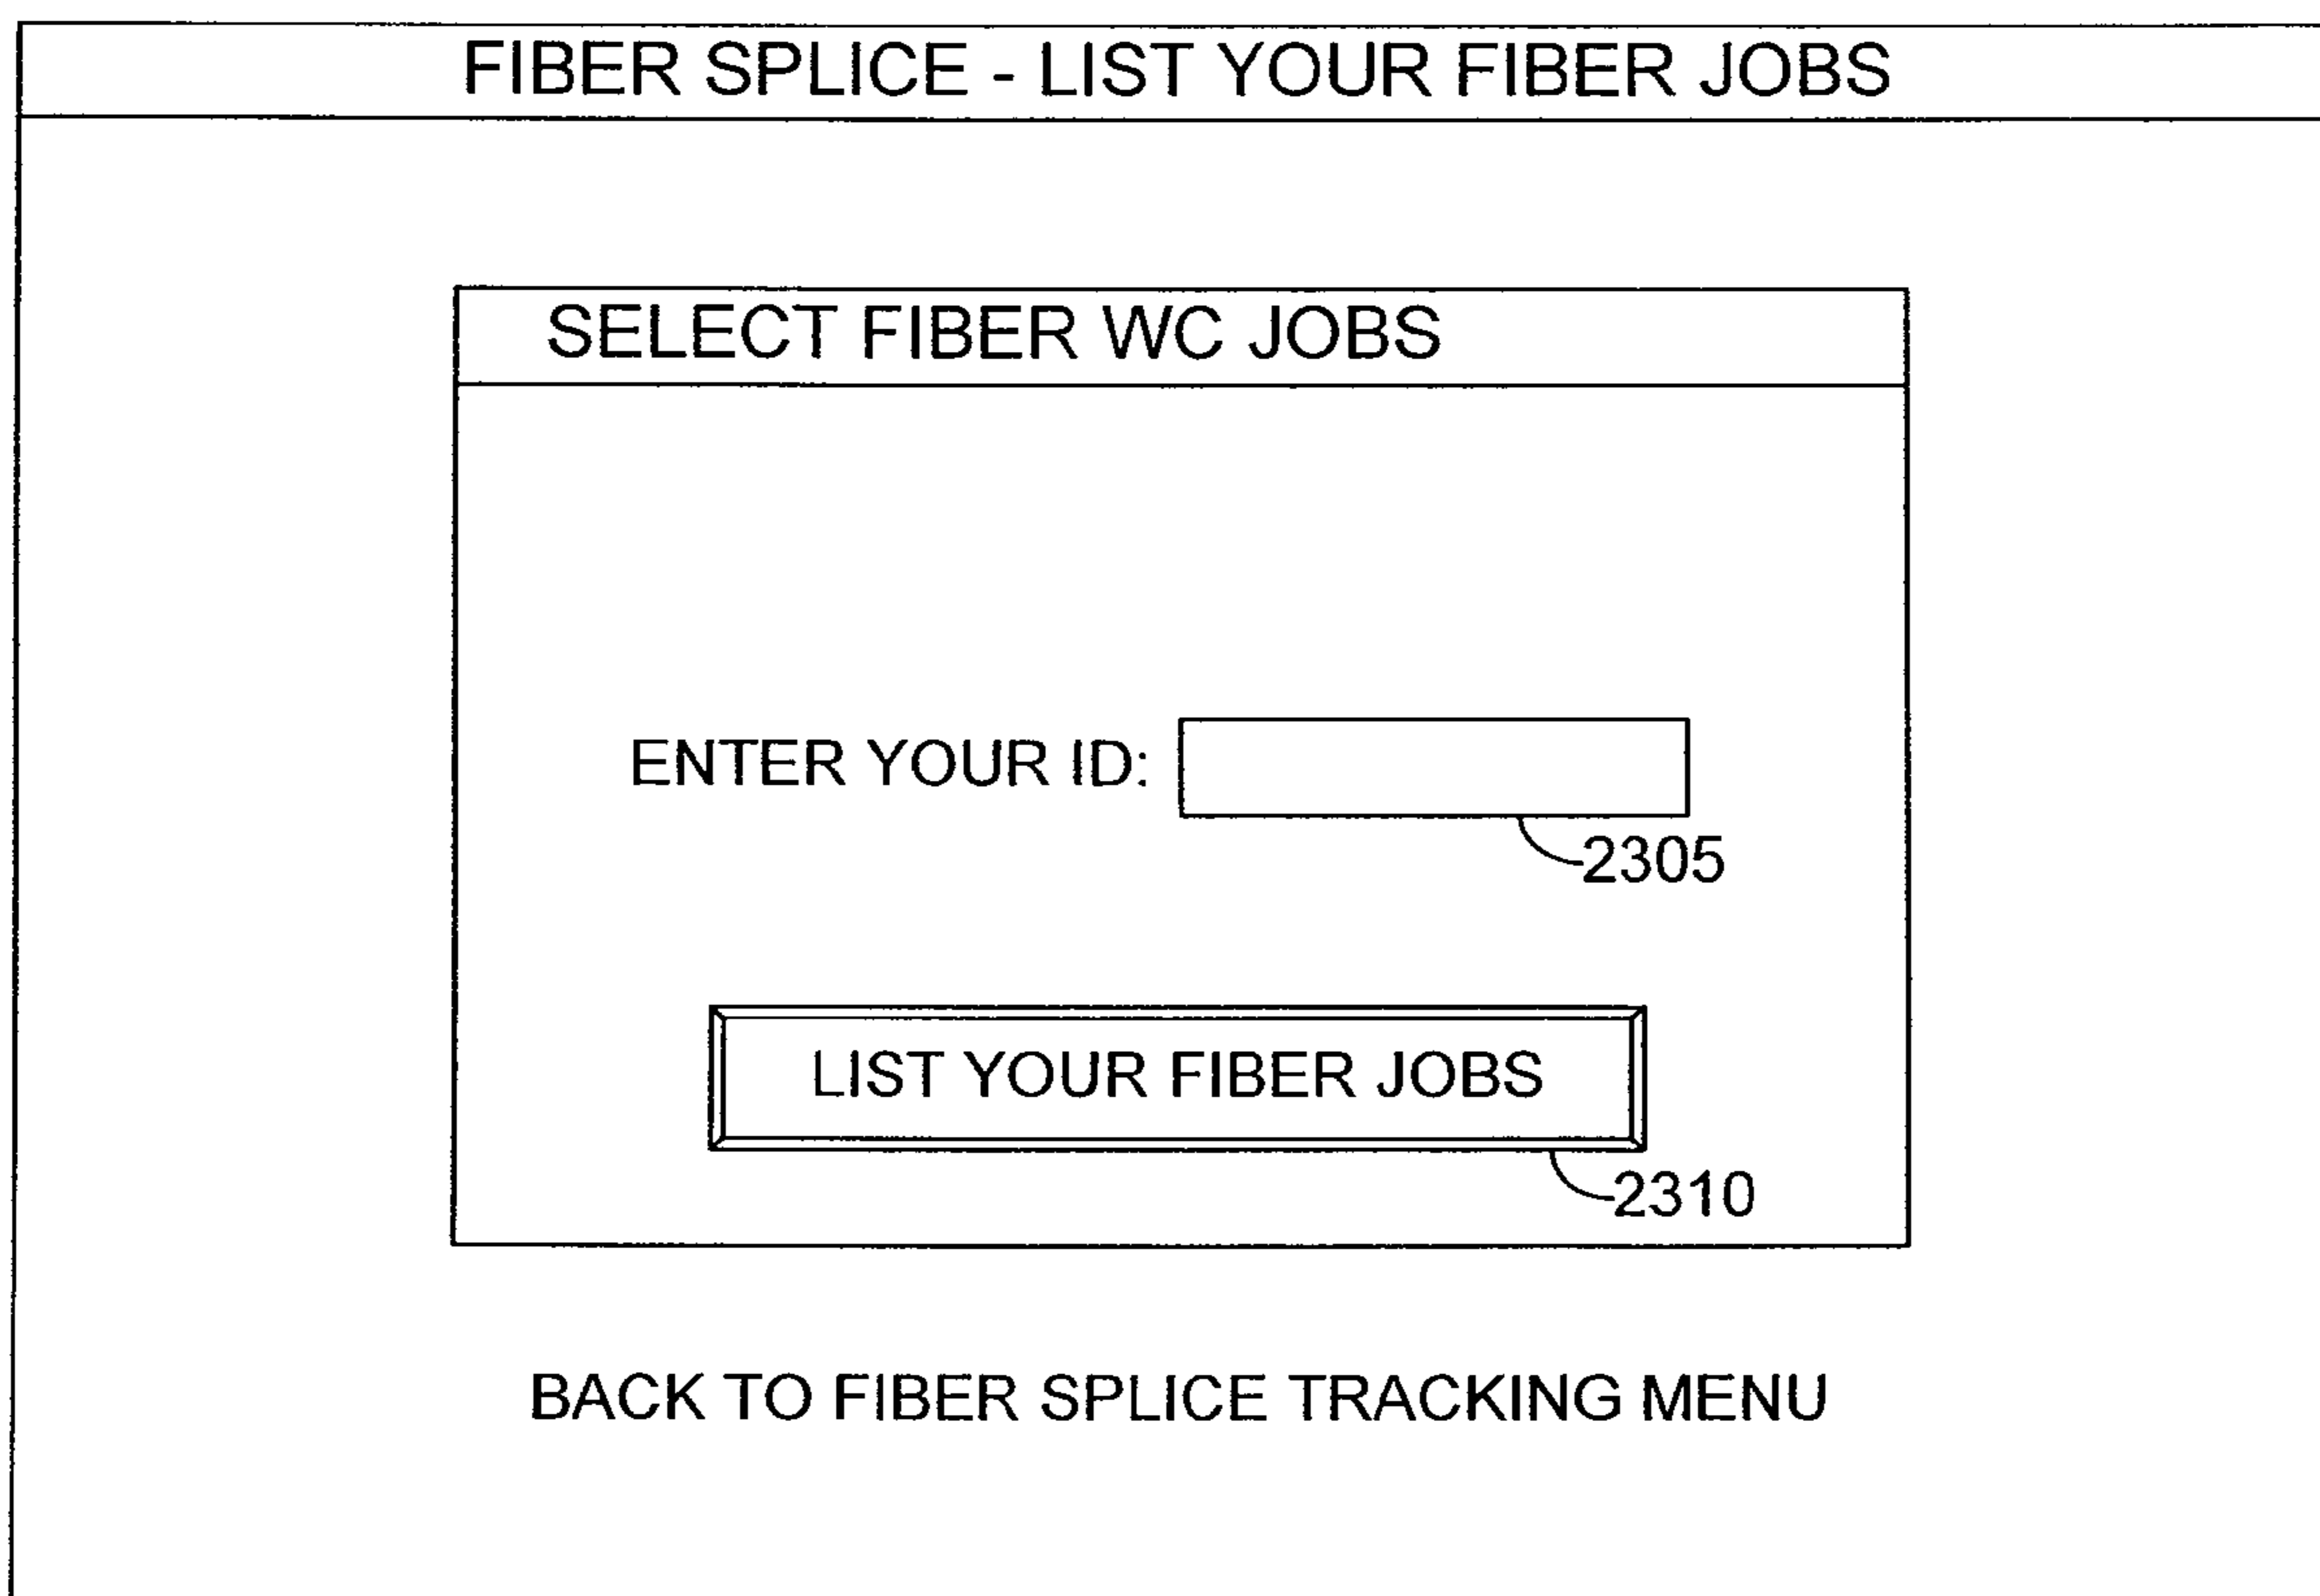 FIBER SPLICE - LIST YOUR FIBER JOBS
SELECT FIBER WC JOBS
ENTER YOUR ID:
2305
LIST YOUR FIBER JOBS
2310
BACK TO FIBER SPLICE TRACKING MENU